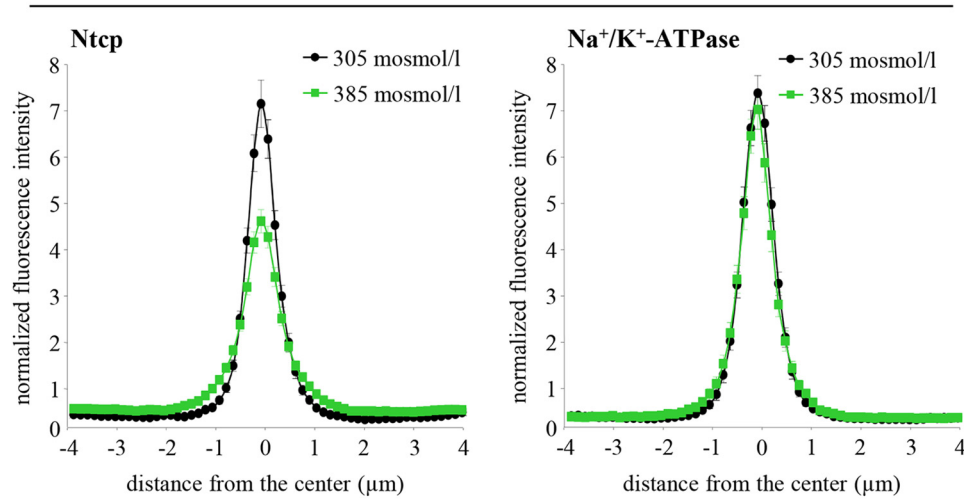 Ntcp
305 mosmol/l
385 mosmol/l
normalized fluorescence intensity
8
7
6
5
4
3
2
1
0
-4 -3 -2 -1 0 1 2 3 4
distance from the center (µm)
Na⁺/K⁺-ATPase
305 mosmol/l
385 mosmol/l
normalized fluorescence intensity
8
7
6
5
4
3
2
1
0
-4 -3 -2 -1 0 1 2 3 4
distance from the center (µm)